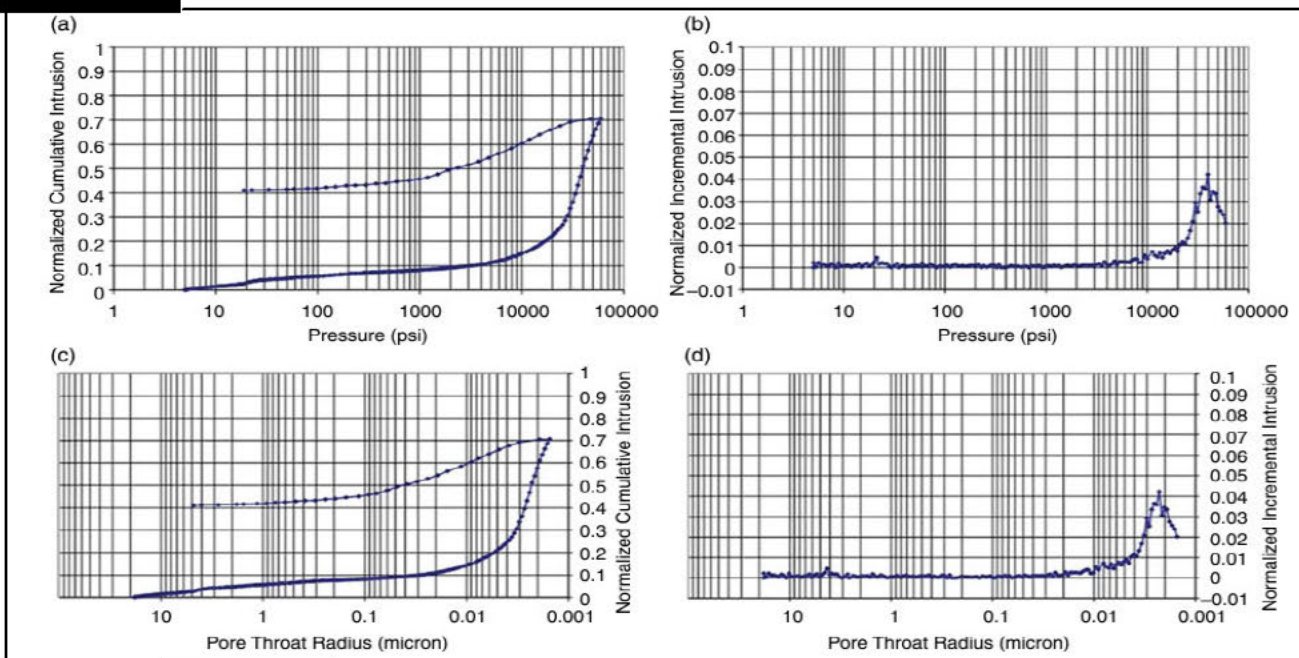 (a)
Normalized Cumulative Intrusion
1
0.9
0.8
0.7
0.6
0.5
0.4
0.3
0.2
0.1
0
1 10 100 1000 10000 100000
Pressure (psi)
(b)
Normalized Incremental Intrusion
0.1
0.09
0.08
0.07
0.06
0.05
0.04
0.03
0.02
0.01
0
−0.01
1 10 100 1000 10000 100000
Pressure (psi)
(c)
1
0.9
0.8
0.7
0.6
0.5
0.4
0.3
0.2
0.1
0
Normalized Cumulative Intrusion
10 1 0.1 0.01 0.001
Pore Throat Radius (micron)
(d)
0.1
0.09
0.08
0.07
0.06
0.05
0.04
0.03
0.02
0.01
0
−0.01
Normalized Incremental Intrusion
10 1 0.1 0.01 0.001
Pore Throat Radius (micron)